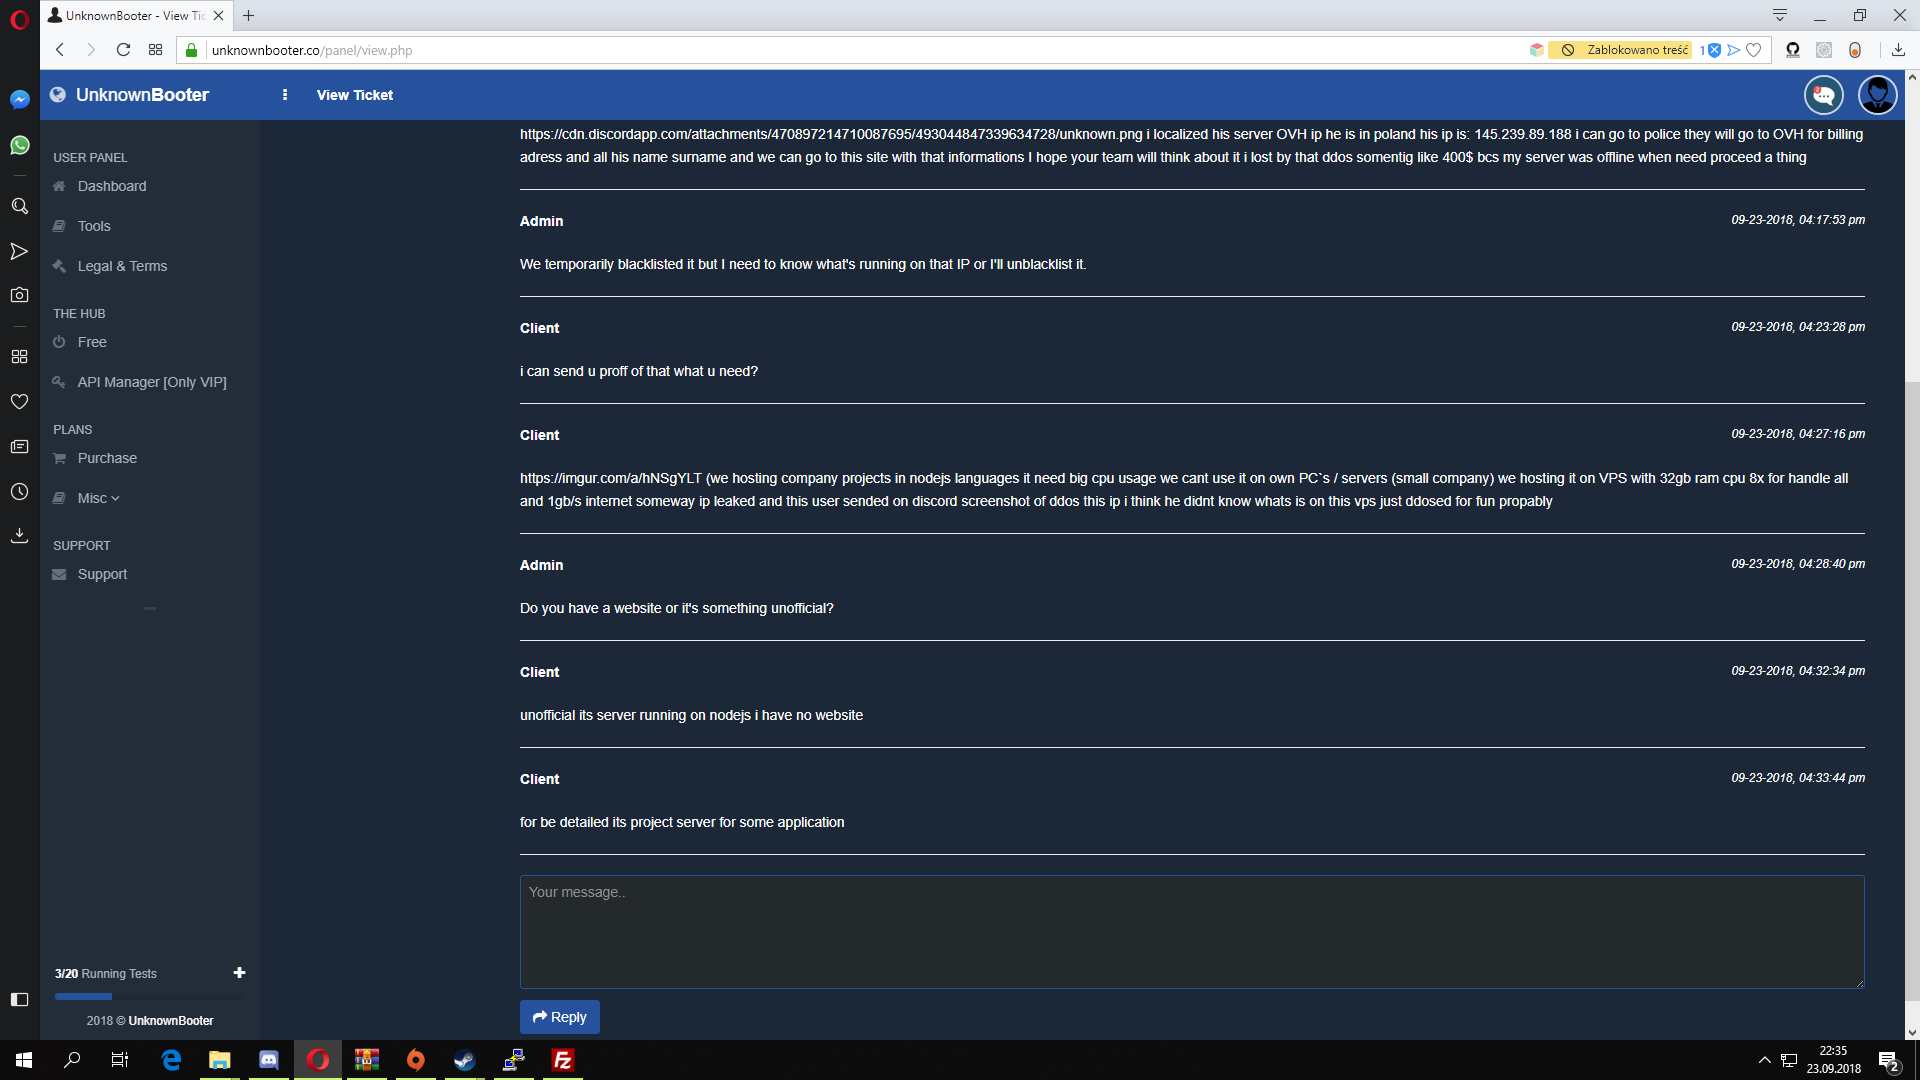 UnknownBooter - View Tic
unknownbooter.co/panel/view.php
Zablokowano treść
1
UnknownBooter
View Ticket
USER PANEL
Dashboard
Tools
Legal & Terms
THE HUB
Free
API Manager [Only VIP]
PLANS
Purchase
Misc
SUPPORT
Support
3/20 Running Tests
2018 © UnknownBooter
https://cdn.discordapp.com/attachments/470897214710087695/493044847339634728/unknown.png i localized his server OVH ip he is in poland his ip is: 145.239.89.188 i can go to police they will go to OVH for billing
adress and all his name surname and we can go to this site with that informations I hope your team will think about it i lost by that ddos somentig like 400$ bcs my server was offline when need proceed a thing
Admin
09-23-2018, 04:17:53 pm
We temporarily blacklisted it but I need to know what's running on that IP or I'll unblacklist it.
Client
09-23-2018, 04:23:28 pm
i can send u proff of that what u need?
Client
09-23-2018, 04:27:16 pm
https://imgur.com/a/hNSgYLT (we hosting company projects in nodejs languages it need big cpu usage we cant use it on own PC`s / servers (small company) we hosting it on VPS with 32gb ram cpu 8x for handle all
and 1gb/s internet someway ip leaked and this user sended on discord screenshot of ddos this ip i think he didnt know whats is on this vps just ddosed for fun propably
Admin
09-23-2018, 04:28:40 pm
Do you have a website or it's something unofficial?
Client
09-23-2018, 04:32:34 pm
unofficial its server running on nodejs i have no website
Client
09-23-2018, 04:33:44 pm
for be detailed its project server for some application
Your message..
Reply
22:35
23.09.2018
2